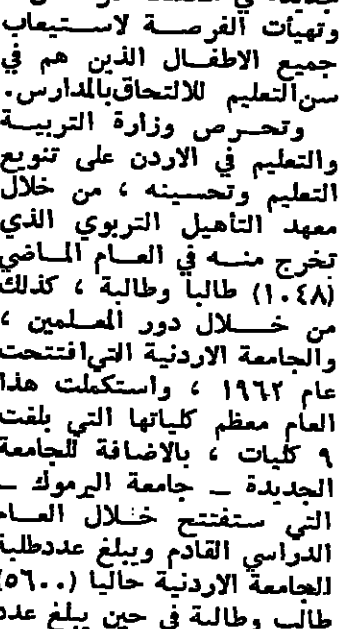 وتهيأت الفرصة لاستيعاب
جميع الاطفال الذين هم في
سن التعليم للالتحاق بالمدارس.
وتحرص وزارة التربية
والتعليم في الاردن على تنويع
التعليم وتحسينه ، من خلال
معهد التأهيل التربوي الذي
تخرج منه في العام الماضي
(١٠٤٨) طالبا وطالبة ، كذلك
من خلال دور المعلمين ،
والجامعة الاردنية التي افتتحت
عام ١٩٦٢ ، واستكملت هذا
العام معظم كلياتها التي بلغت
٩ كليات ، بالاضافة للجامعة
الجديدة ــ جامعة اليرموك ــ
التي ستفتتح خلال العام
الدراسي القادم ويبلغ عدد طلبة
الجامعة الاردنية حاليا (٥٦٠٠)
طالب وطالبة في حين يبلغ عدد